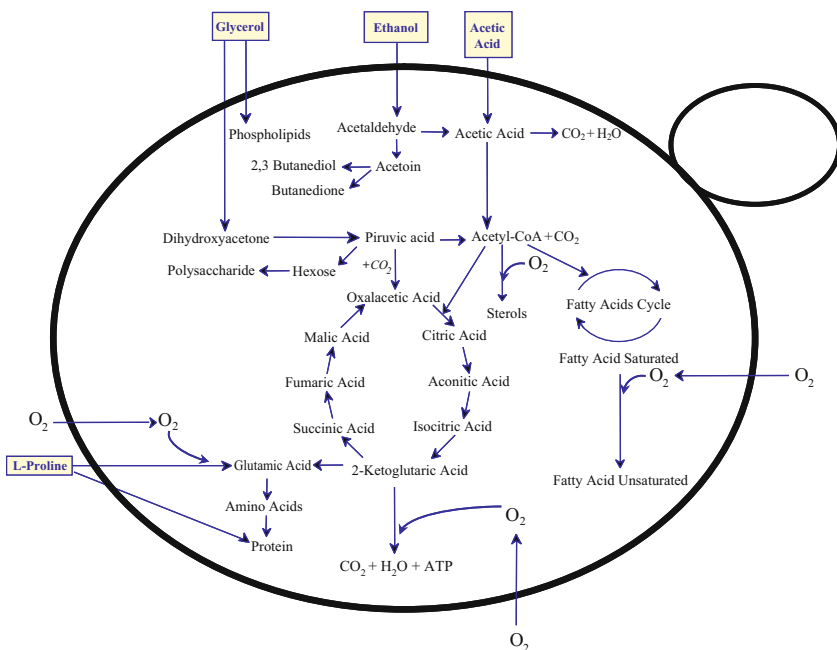 Glycerol
Ethanol
Acetic
Acid
Phospholipids
Acetaldehyde
Acetic Acid
CO₂ + H₂O
2,3 Butanediol
Acetoin
Butanedione
Dihydroxyacetone
Piruvic acid
Acetyl-CoA + CO₂
Polysaccharide
Hexose
+CO₂
O₂
Oxalacetic Acid
Sterols
Fatty Acids Cycle
Malic Acid
Citric Acid
Fatty Acid Saturated
Fumaric Acid
Aconitic Acid
O₂
O₂
O₂
O₂
Succinic Acid
Isocitric Acid
L-Proline
Glutamic Acid
2-Ketoglutaric Acid
Fatty Acid Unsaturated
Amino Acids
O₂
Protein
CO₂ + H₂O + ATP
O₂